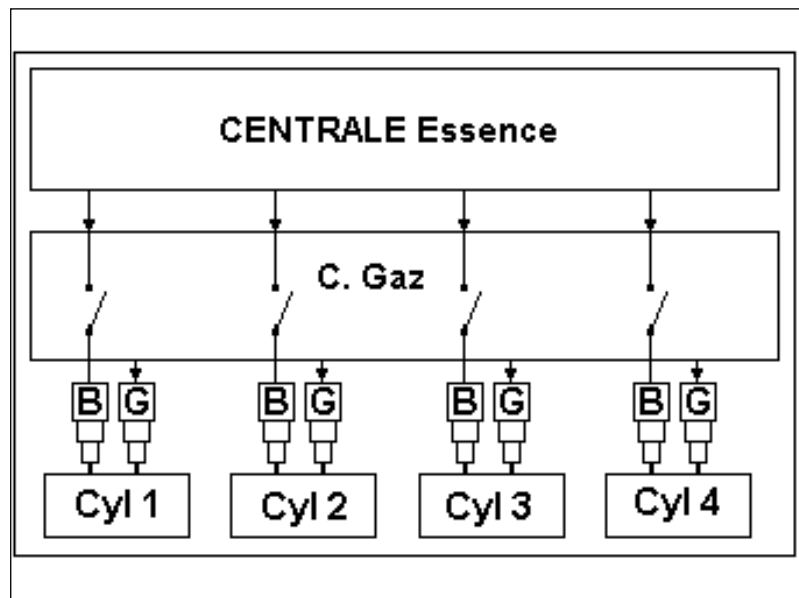 CENTRALE Essence
C. Gaz
B G B G B G B G
Cyl 1 Cyl 2 Cyl 3 Cyl 4